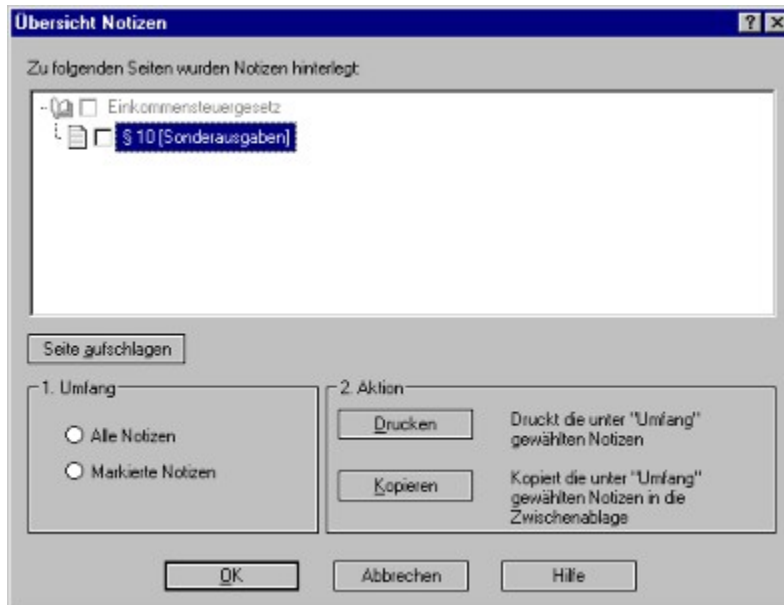 Übersicht Notizen
Zu folgenden Seiten wurden Notizen hinterlegt:
Einkommensteuergesetz
§ 10 [Sonderausgaben]
Seite aufschlagen
1. Umfang
Alle Notizen
Markierte Notizen
2. Aktion
Drucken
Druckt die unter "Umfang"
gewählten Notizen
Kopieren
Kopiert die unter "Umfang"
gewählten Notizen in die
Zwischenablage
OK
Abbrechen
Hilfe